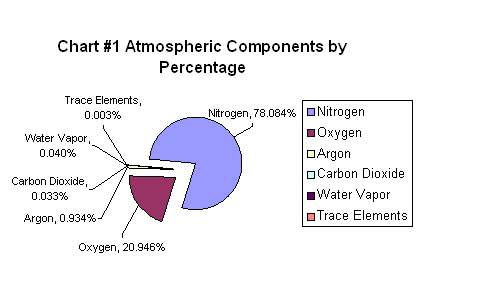 Chart #1 Atmospheric Components by
Percentage
Trace Elements,
0.003%
Nitrogen, 78.084%
Water Vapor,
0.040%
Carbon Dioxide,
0.033%
Argon, 0.934%
Oxygen, 20.946%
Nitrogen
Oxygen
Argon
Carbon Dioxide
Water Vapor
Trace Elements